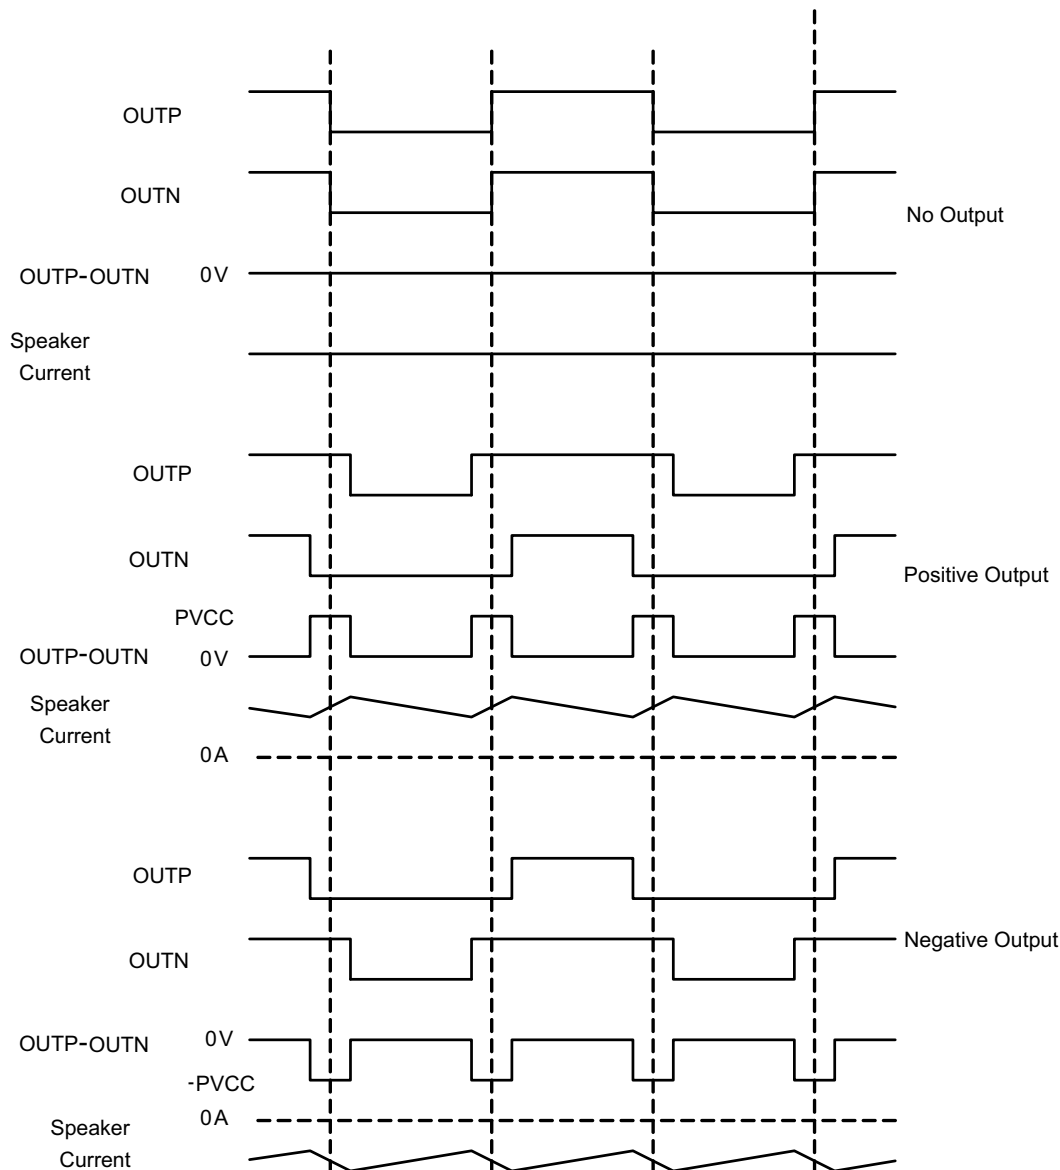 OUTP
OUTN
No Output
OUTP-OUTN 0V
Speaker
Current
OUTP
OUTN
Positive Output
PVCC
OUTP-OUTN 0V
Speaker
Current
0A
OUTP
Negative Output
OUTN
OUTP-OUTN 0V
-PVCC
0A
Speaker
Current